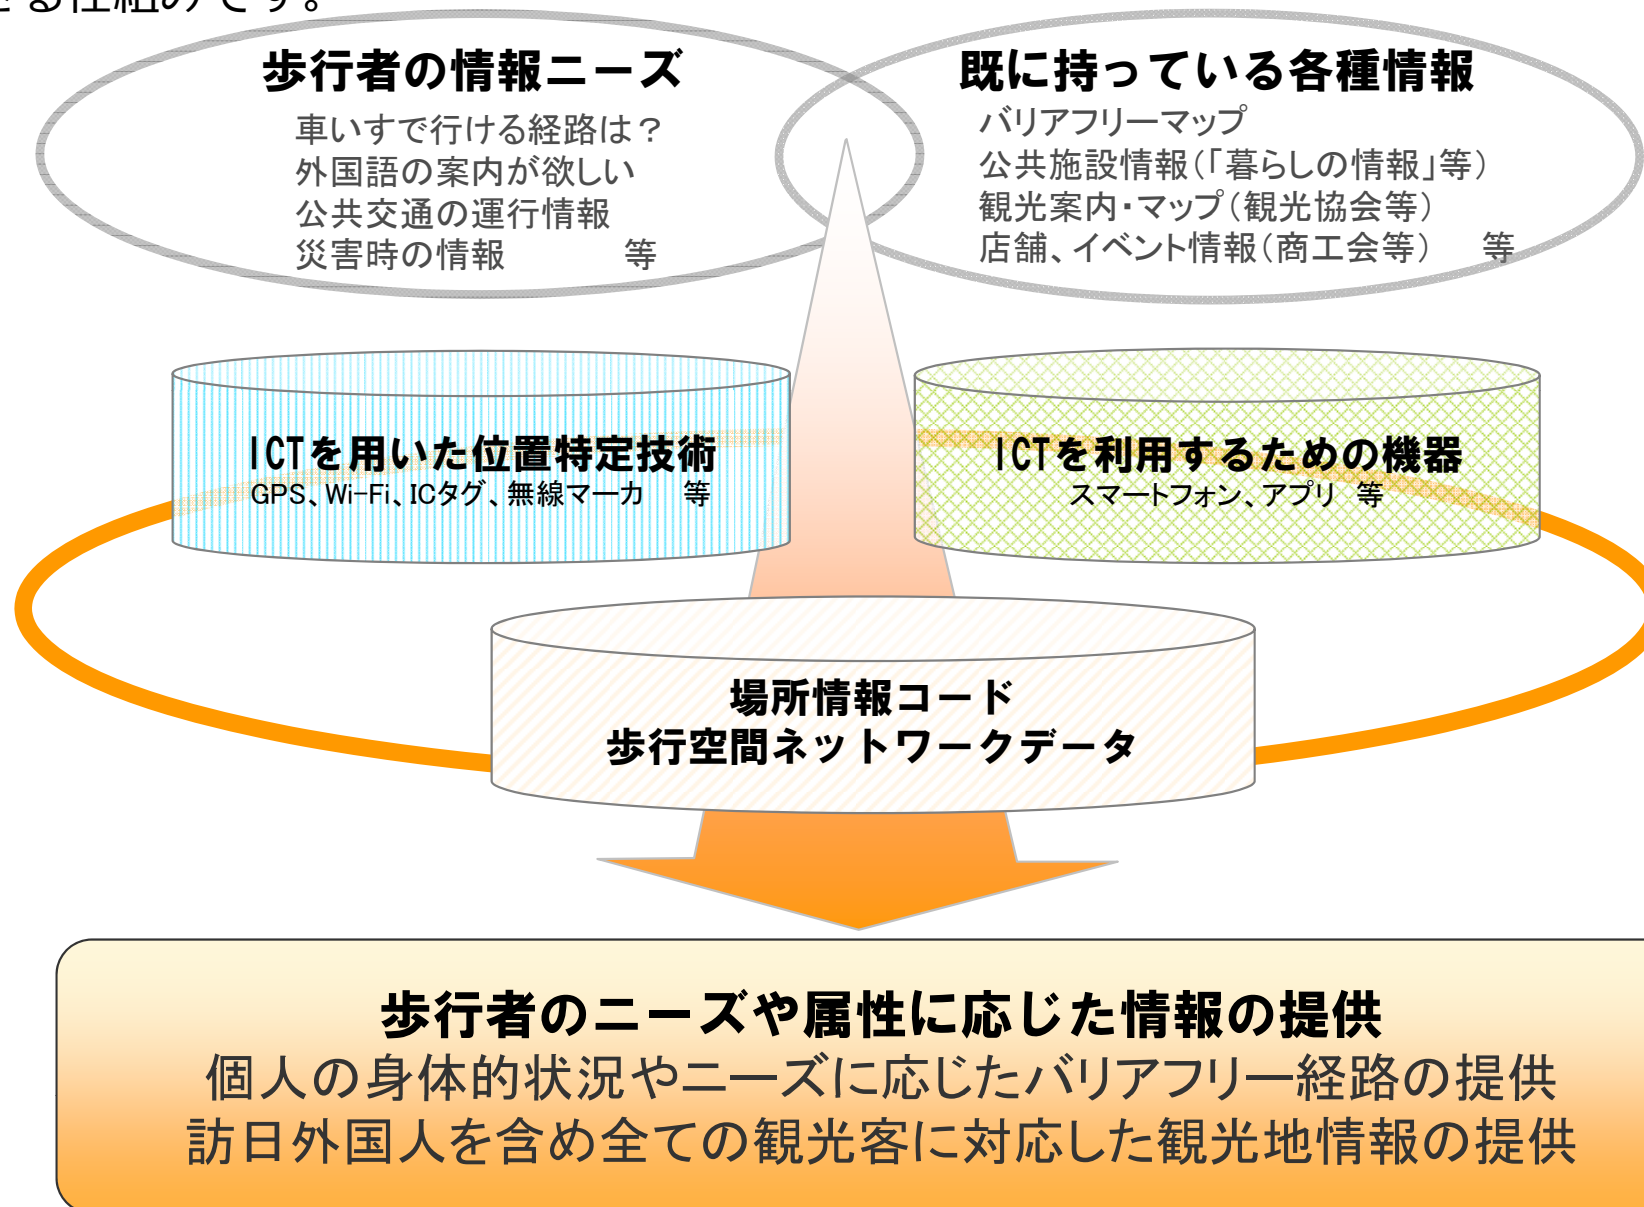 きる仕組みです。
歩行者の情報ニーズ
車いすで行ける経路は？
外国語の案内が欲しい
公共交通の運行情報
災害時の情報　　　等
既に持っている各種情報
バリアフリーマップ
公共施設情報（「暮らしの情報」等）
観光案内・マップ（観光協会等）
店舗、イベント情報（商工会等）　等
ICTを用いた位置特定技術
GPS、Wi-Fi、ICタグ、無線マーカ　等
ICTを利用するための機器
スマートフォン、アプリ　等
場所情報コード
歩行空間ネットワークデータ
歩行者のニーズや属性に応じた情報の提供
個人の身体的状況やニーズに応じたバリアフリー経路の提供
訪日外国人を含め全ての観光客に対応した観光地情報の提供